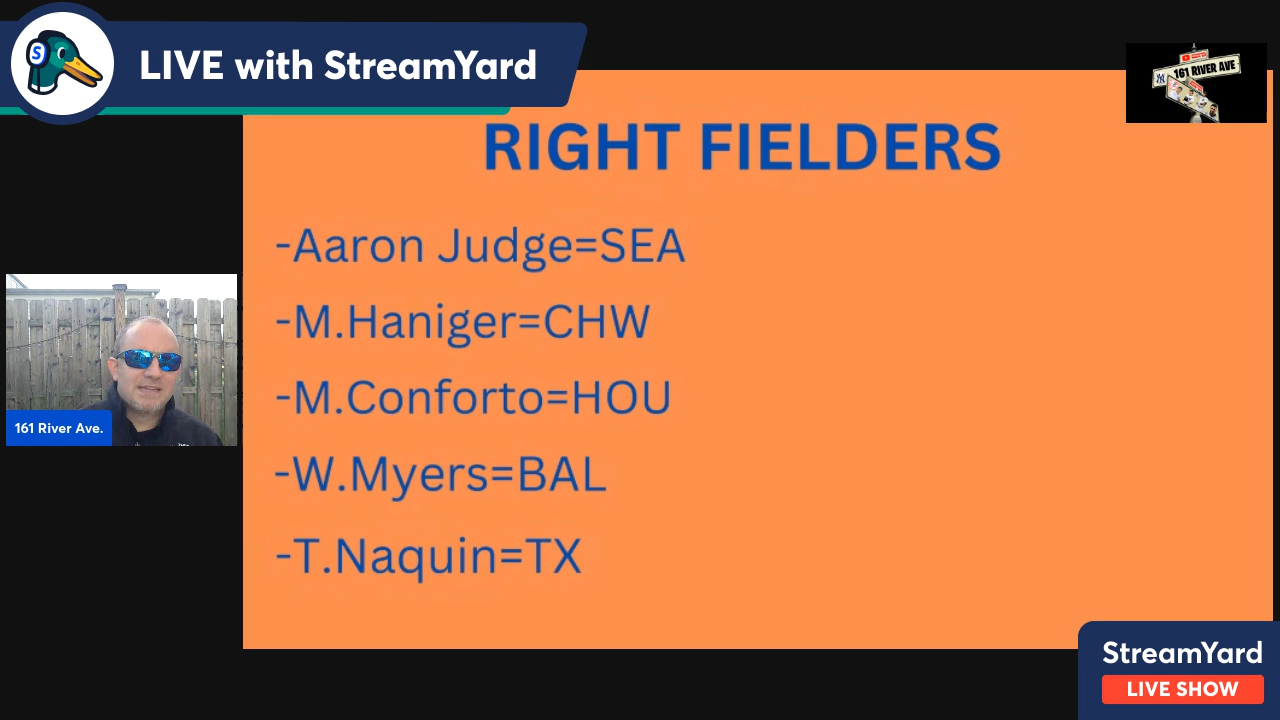 LIVE with StreamYard
S
161 RIVER AVE
RIGHT FIELDERS
-Aaron Judge=SEA
-M.Haniger=CHW
-M.Conforto=HOU
-W.Myers=BAL
-T.Naquin=TX
161 River Ave.
StreamYard
LIVE SHOW